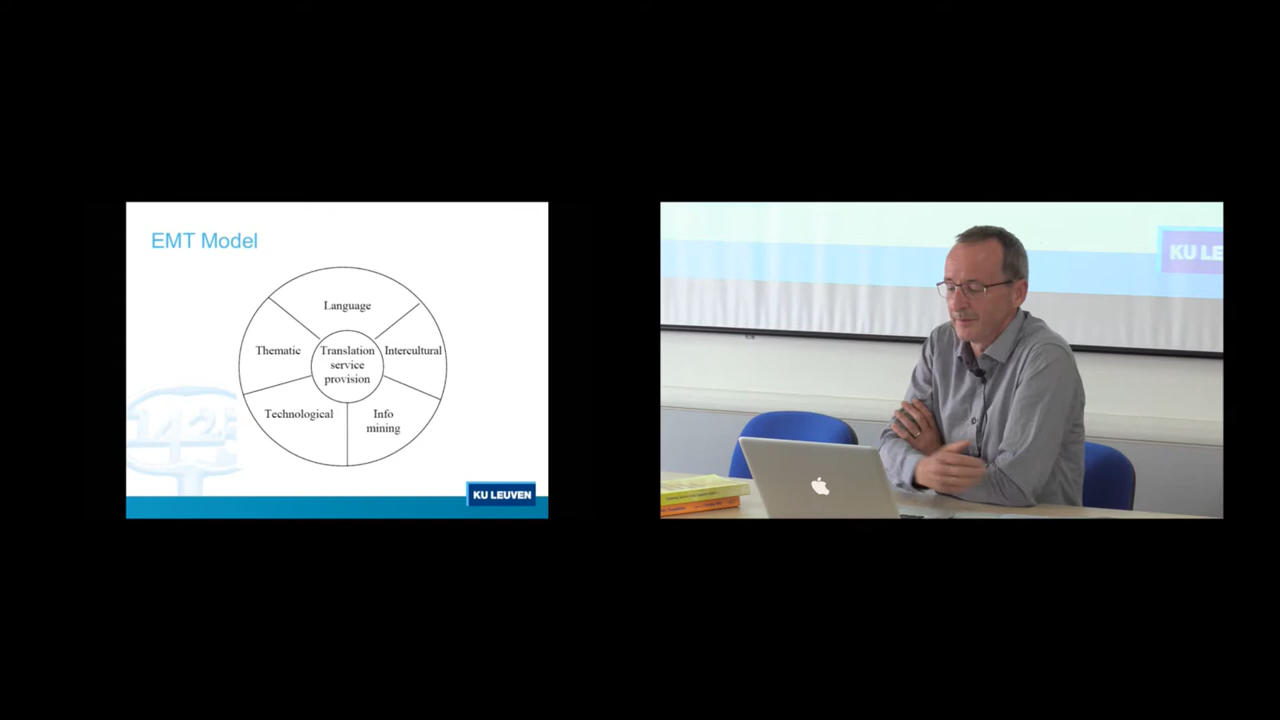 EMT Model
Language
Thematic
Translation
service
provision
Intercultural
Technological
Info
mining
KU LEUVEN
KU LE